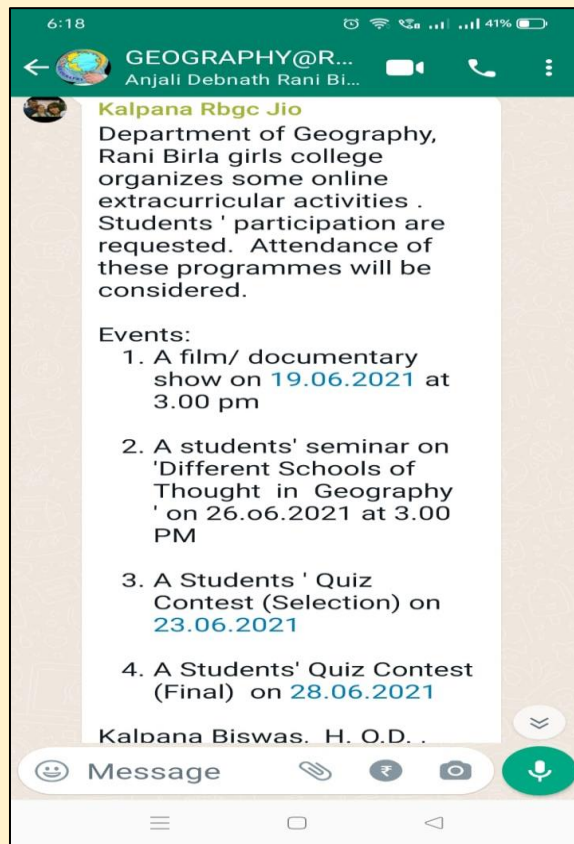 6:18
41%
GEOGRAPHY@R...
Anjali Debnath Rani Bi...
Kalpana Rbgc Jio
Department of Geography,
Rani Birla girls college
organizes some online
extracurricular activities .
Students ' participation are
requested.  Attendance of
these programmes will be
considered.
Events:
1. A film/ documentary
show on 19.06.2021 at
3.00 pm
2. A students' seminar on
'Different Schools of
Thought  in  Geography
' on 26.o6.2021 at 3.00
PM
3. A Students ' Quiz
Contest (Selection) on
23.06.2021
4. A Students' Quiz Contest
(Final)  on 28.06.2021
Kalpana Biswas.  H. O.D. .
Message
₹